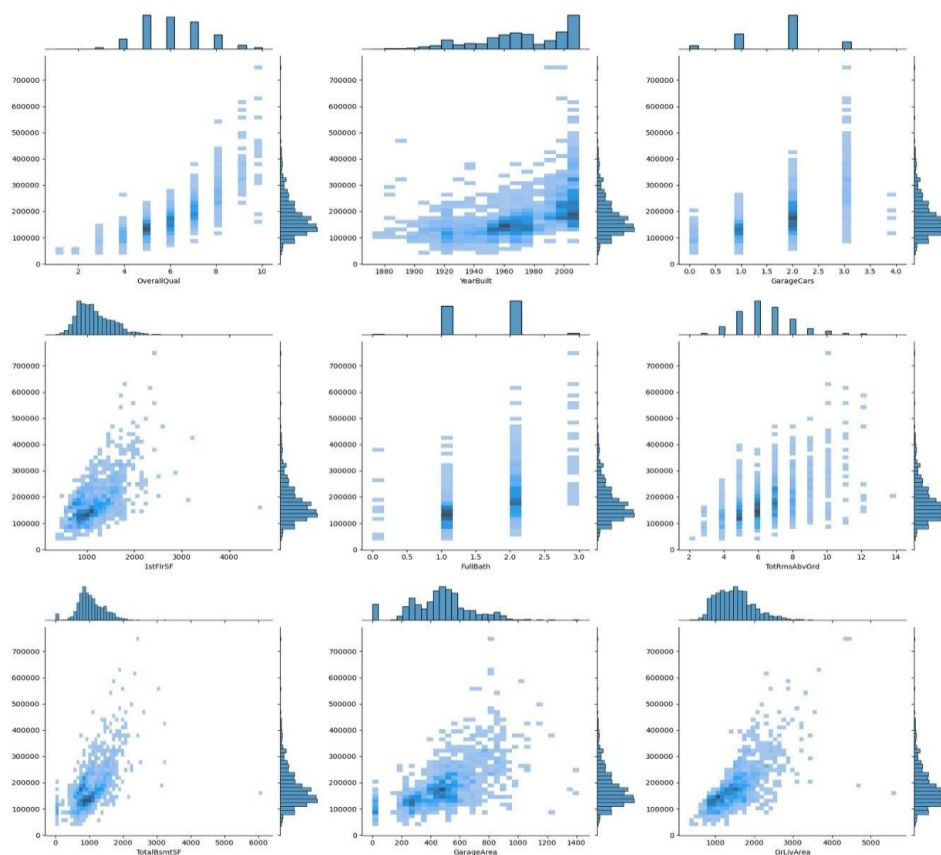 700000 700000 700000
600000 600000 600000
500000 500000 500000
400000 400000 400000
300000 300000 300000
200000 200000 200000
100000 100000 100000
0 0 0
2 4 6 8 10 1880 1900 1920 1940 1960 1980 2000 0.0 0.5 1.0 1.5 2.0 2.5 3.0 3.5 4.0
OverallQual YearBuilt GarageCars
700000 700000 700000
600000 600000 600000
500000 500000 500000
400000 400000 400000
300000 300000 300000
200000 200000 200000
100000 100000 100000
0 0 0
1000 2000 3000 4000 0.0 0.5 1.0 1.5 2.0 2.5 3.0 2 4 6 8 10 12 14
1stFlrSF FullBath TotRmsAbvGrd
700000 700000 700000
600000 600000 600000
500000 500000 500000
400000 400000 400000
300000 300000 300000
200000 200000 200000
100000 100000 100000
0 0 0
0 1000 2000 3000 4000 5000 6000 0 200 400 600 800 1000 1200 1400 1000 2000 3000 4000 5000
TotalBsmtSF GarageArea GrLivArea